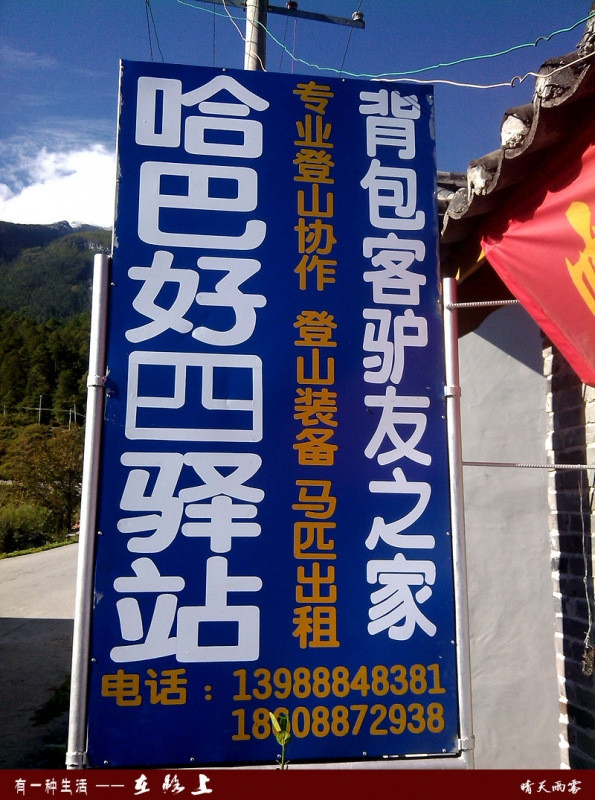 背包客驴友之家
专业登山协作 登山装备 马匹出租
哈巴好四驿站
电话：13988848381
有一种生活 —— 在路上
晴天雨雾